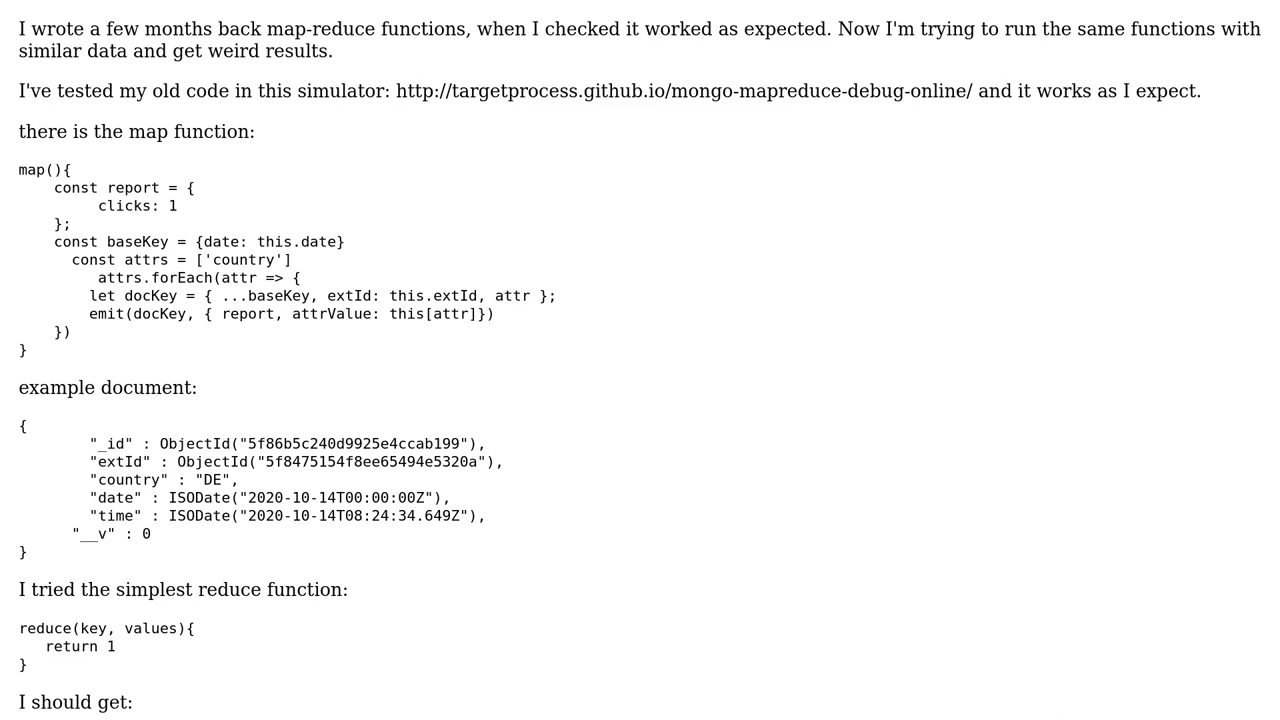 I wrote a few months back map-reduce functions, when I checked it worked as expected. Now I'm trying to run the same functions with
similar data and get weird results.
I've tested my old code in this simulator: http://targetprocess.github.io/mongo-mapreduce-debug-online/ and it works as I expect.
there is the map function:
map(){
    const report = {
         clicks: 1
    };
    const baseKey = {date: this.date}
      const attrs = ['country']
         attrs.forEach(attr => {
        let docKey = { ...baseKey, extId: this.extId, attr };
        emit(docKey, { report, attrValue: this[attr]})
    })
}
example document:
{
        "_id" : ObjectId("5f86b5c240d9925e4ccab199"),
        "extId" : ObjectId("5f8475154f8ee65494e5320a"),
        "country" : "DE",
        "date" : ISODate("2020-10-14T00:00:00Z"),
        "time" : ISODate("2020-10-14T08:24:34.649Z"),
      "__v" : 0
}
I tried the simplest reduce function:
reduce(key, values){
   return 1
}
I should get: